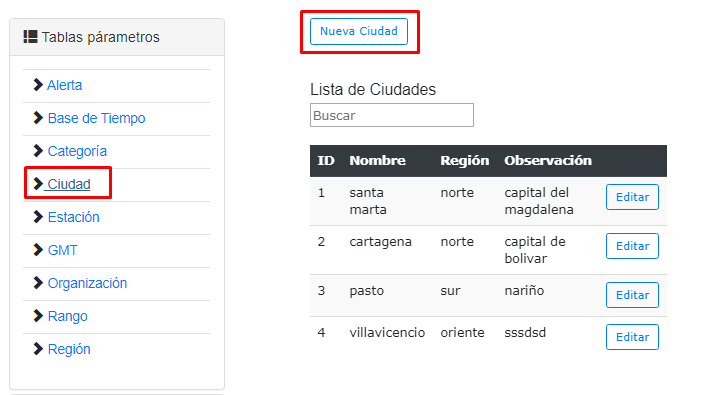 Tablas párametros
Alerta
Base de Tiempo
Categoría
Ciudad
Estación
GMT
Organización
Rango
Región
Nueva Ciudad
Lista de Ciudades
Buscar
ID Nombre Región Observación
1 santa norte capital del Editar
marta magdalena
2 cartagena norte capital de Editar
bolivar
3 pasto sur nariño Editar
4 villavicencio oriente sssdsd Editar